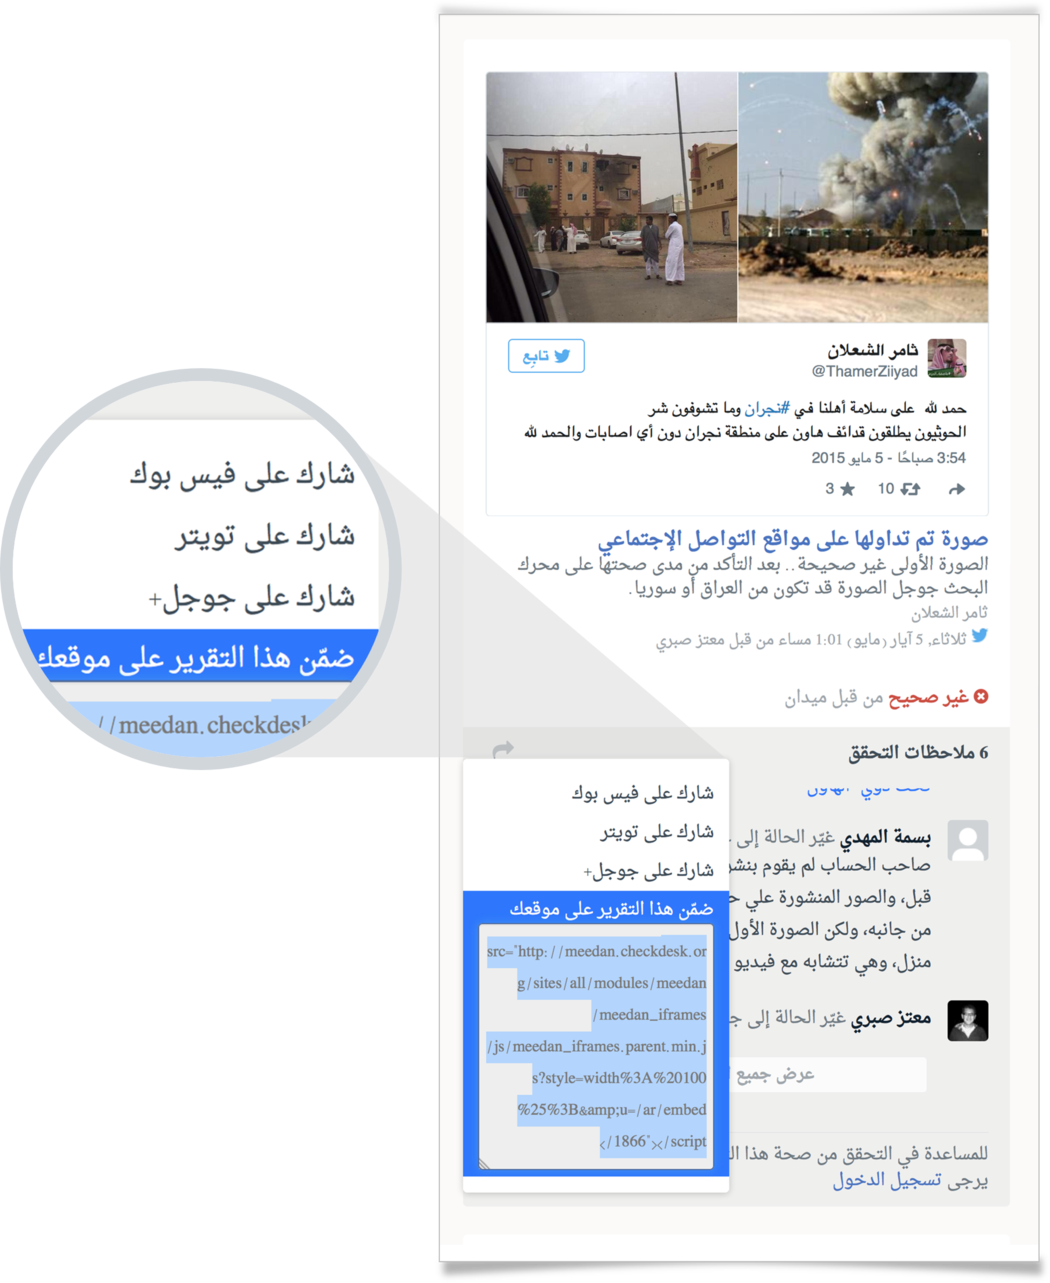 ثامر الشعلان
@ThamerZiiyad
تابِع
حمد لله على سلامة أهلنا في #نجران وما تشوفون شر
الحوثيون يطلقون قذائف هاون على منطقة نجران دون أي اصابات والحمد لله
3:54 صباحًا - 5 مايو 2015
10 3
صورة تم تداولها على مواقع التواصل الإجتماعي
الصورة الأولى غير صحيحة.. بعد التأكد من مدى صحتها على محرك
البحث جوجل الصورة قد تكون من العراق أو سوريا.
ثامر الشعلان
ثلاثاء, 5 آيار (مايو) 1:01 مساء من قبل معتز صبري
غير صحيح من قبل ميدان
6 ملاحظات التحقق
بسمة المهدي غيّر الحالة إلى
صاحب الحساب لم يقوم بنشر
قبل، والصور المنشورة علي
من جانبه، ولكن الصورة الأول
منزل، وهي تتشابه مع فيديو
معتز صبري غيّر الحالة إلى
عرض جميع
للمساعدة في التحقق من صحة هذا
يرجى تسجيل الدخول
شارك على فيس بوك
شارك على تويتر
شارك على جوجل+
ضمّن هذا التقرير على موقعك
src="http://meedan.checkdesk.or
g/sites/all/modules/meedan
/meedan_iframes
/js/meedan_iframes.parent.min.j
s?style=width%3A%20100
%25%3B&amp;u=/ar/embed
/1866"></script>
شارك على فيس بوك
شارك على تويتر
شارك على جوجل+
ضمّن هذا التقرير على موقعك
//meedan.checkdesk